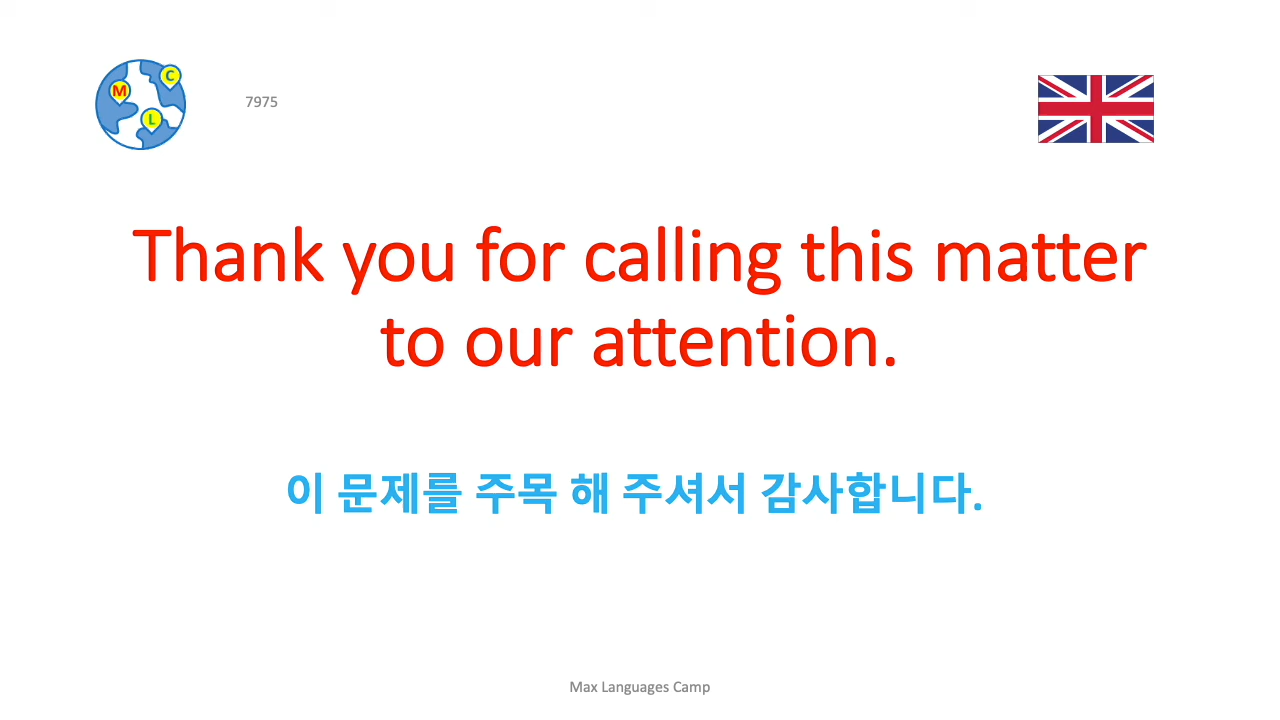 M
C
L
7975
Thank you for calling this matter
to our attention.
이 문제를 주목 해 주셔서 감사합니다.
Max Languages Camp